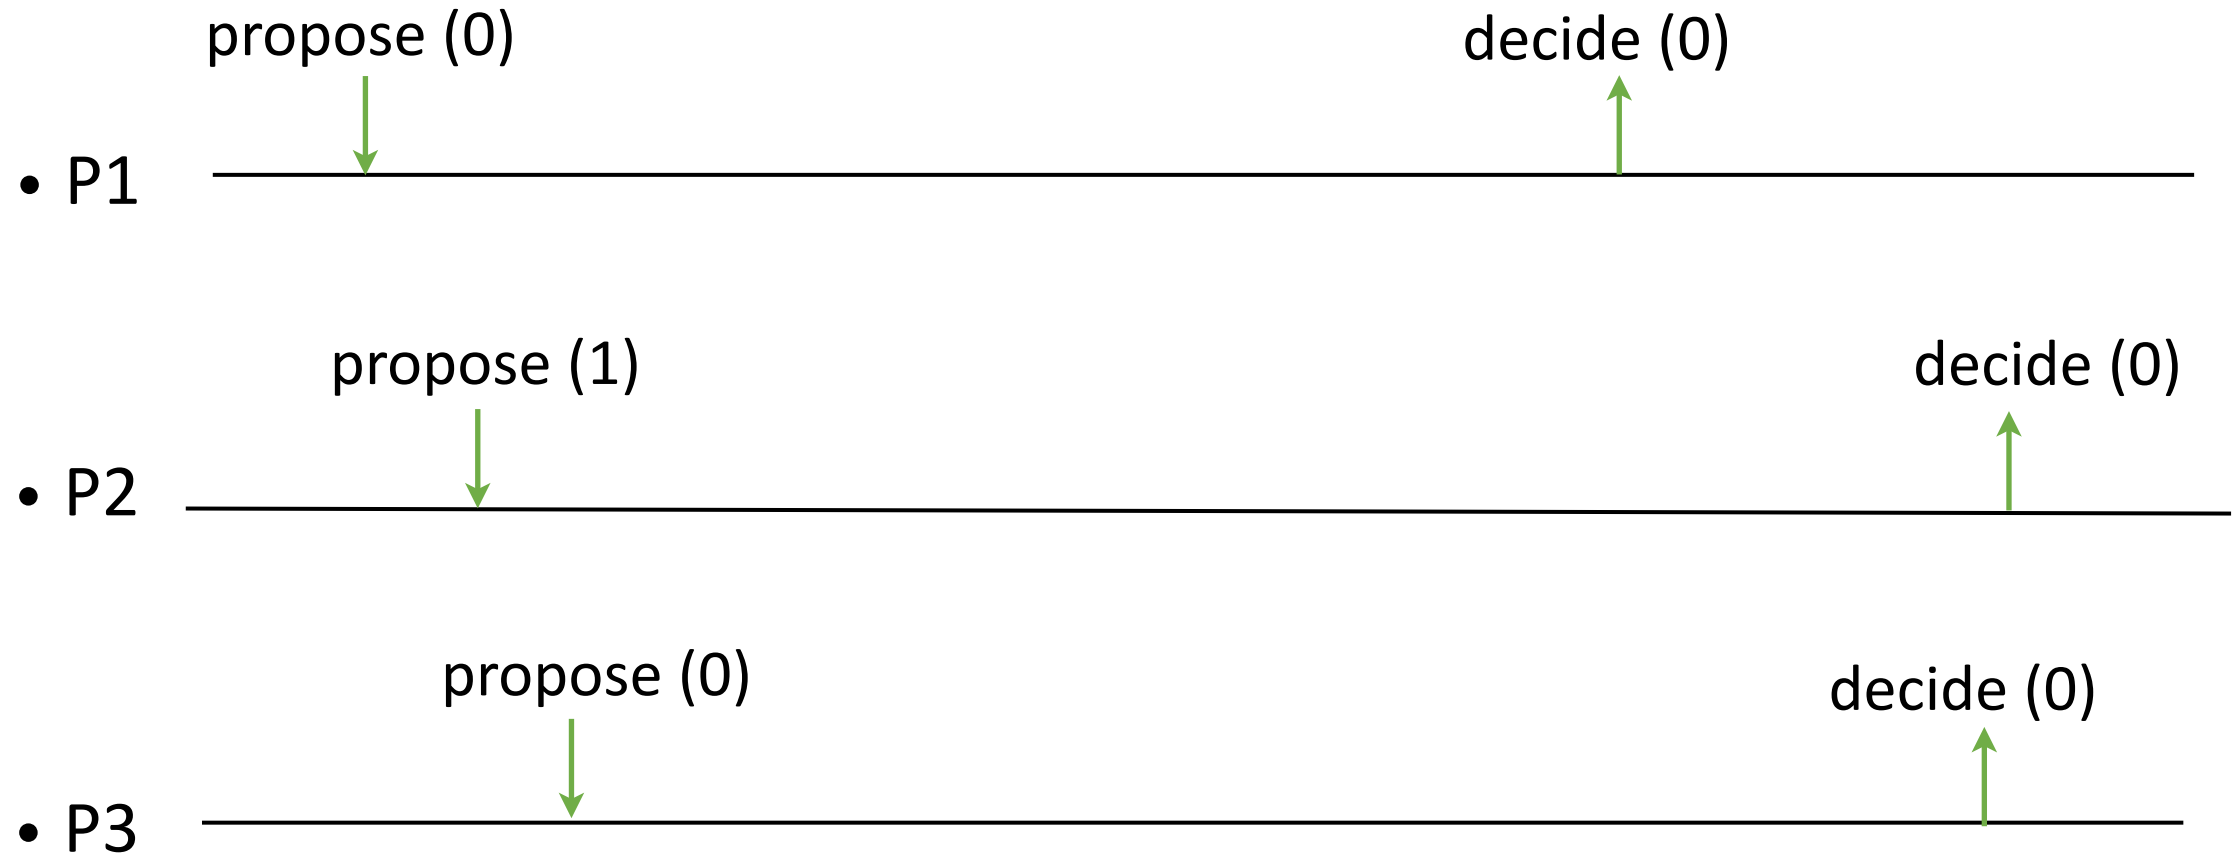 propose (0)
decide (0)
• P1
propose (1)
decide (0)
• P2
propose (0)
decide (0)
• P3